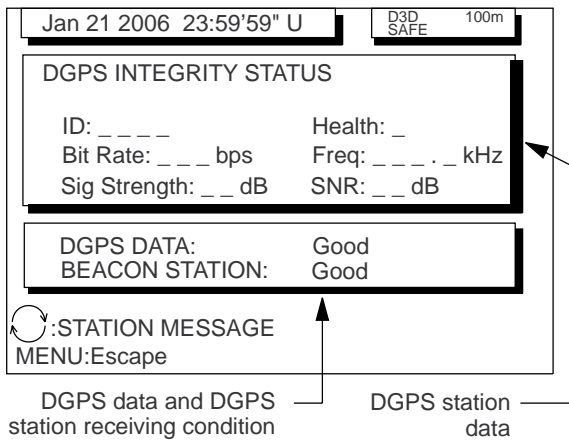 Jan 21 2006 23:59'59" U
D3D 100m
SAFE
DGPS INTEGRITY STATUS
ID: _ _ _ _ Health: _
Bit Rate: _ _ _ bps Freq: _ _ _ . _ kHz
Sig Strength: _ _ dB SNR: _ _ dB
DGPS DATA: Good
BEACON STATION: Good
:STATION MESSAGE
MENU:Escape
DGPS data and DGPS
station receiving condition
DGPS station
data